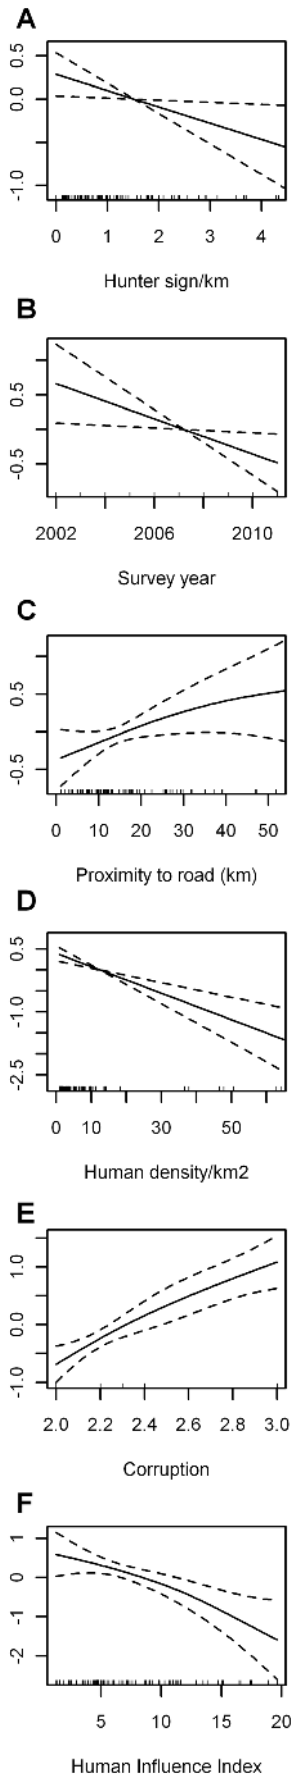 A
0.5
0.0
-1.0
0 1 2 3 4
Hunter sign/km
B
0.5
-0.5
2002 2006 2010
Survey year
C
0.5
-0.5
0 10 20 30 40 50
Proximity to road (km)
D
0.5
-1.0
-2.5
0 10 30 50
Human density/km2
E
1.0
0.0
-1.0
2.0 2.2 2.4 2.6 2.8 3.0
Corruption
F
1
0
-1
-2
5 10 15 20
Human Influence Index